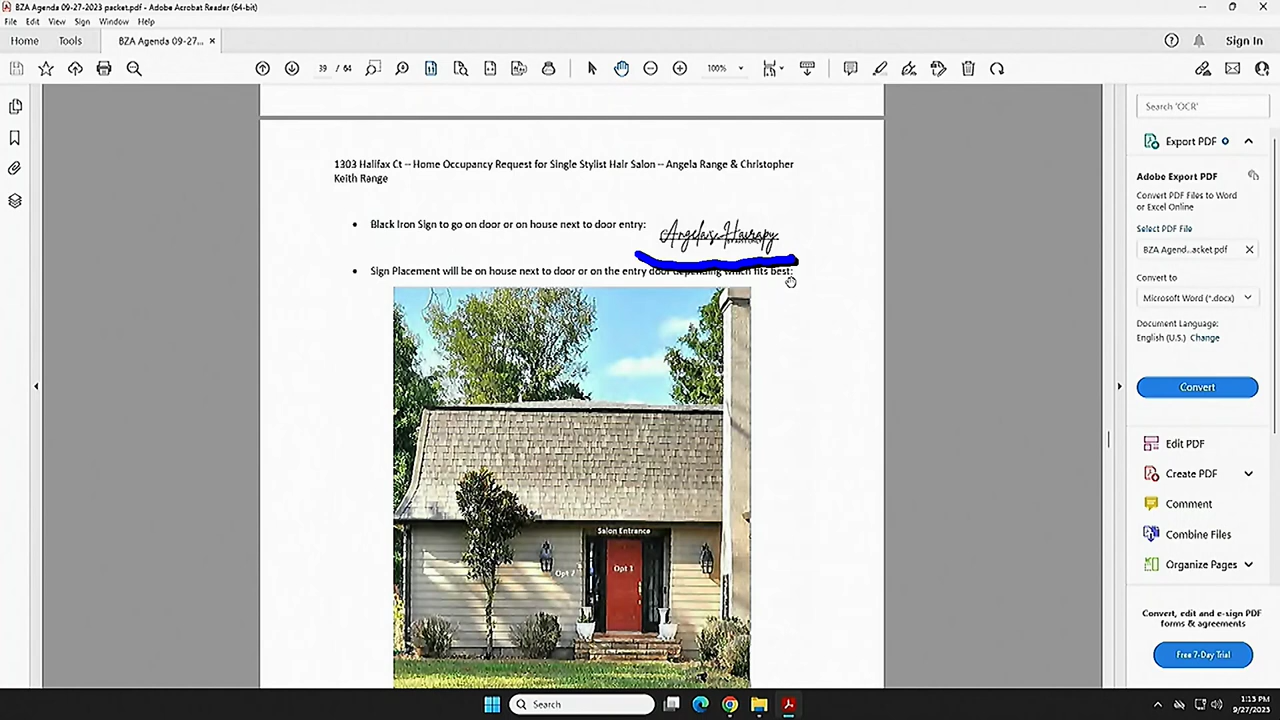 BZA Agenda 09-27-2023 packet.pdf - Adobe Acrobat Reader (64-bit)
File Edit View Sign Window Help
Home Tools BZA Agenda 09-27... × Sign In
39 / 64 100%
Search 'OCR'
1303 Halifax Ct -- Home Occupancy Request for Single Stylist Hair Salon -- Angela Range & Christopher
Keith Range
• Black Iron Sign to go on door or on house next to door entry:
Angela's Hairapy
• Sign Placement will be on house next to door or on the entry door depending which fits best:
Salon Entrance
Opt 2
Opt 1
Export PDF
Adobe Export PDF
Convert PDF Files to Word
or Excel Online
Select PDF File
BZA Agend...acket.pdf
Convert to
Microsoft Word (*.docx)
Document Language:
English (U.S.) Change
Convert
Edit PDF
Create PDF
Comment
Combine Files
Organize Pages
Convert, edit and e-sign PDF
forms & agreements
Free 7-Day Trial
Search
1:13 PM
9/27/2023